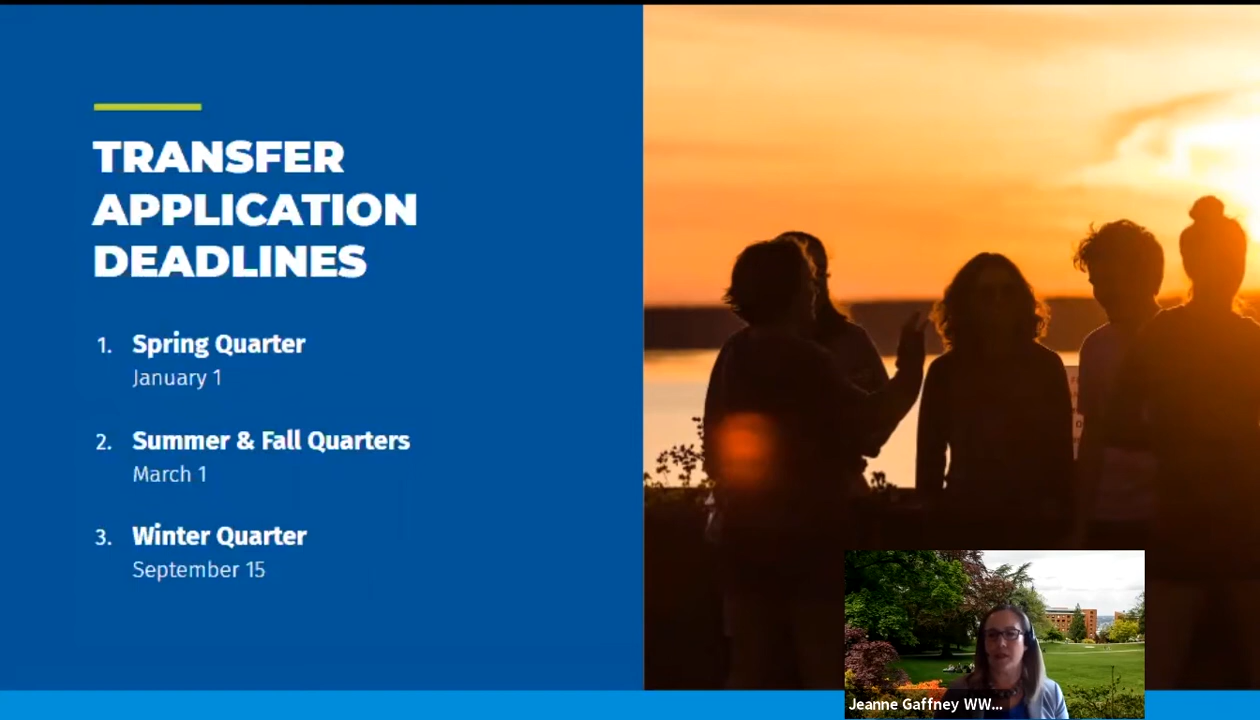 TRANSFER
APPLICATION
DEADLINES
1. Spring Quarter
January 1
2. Summer & Fall Quarters
March 1
3. Winter Quarter
September 15
Jeanne Gaffney WW...